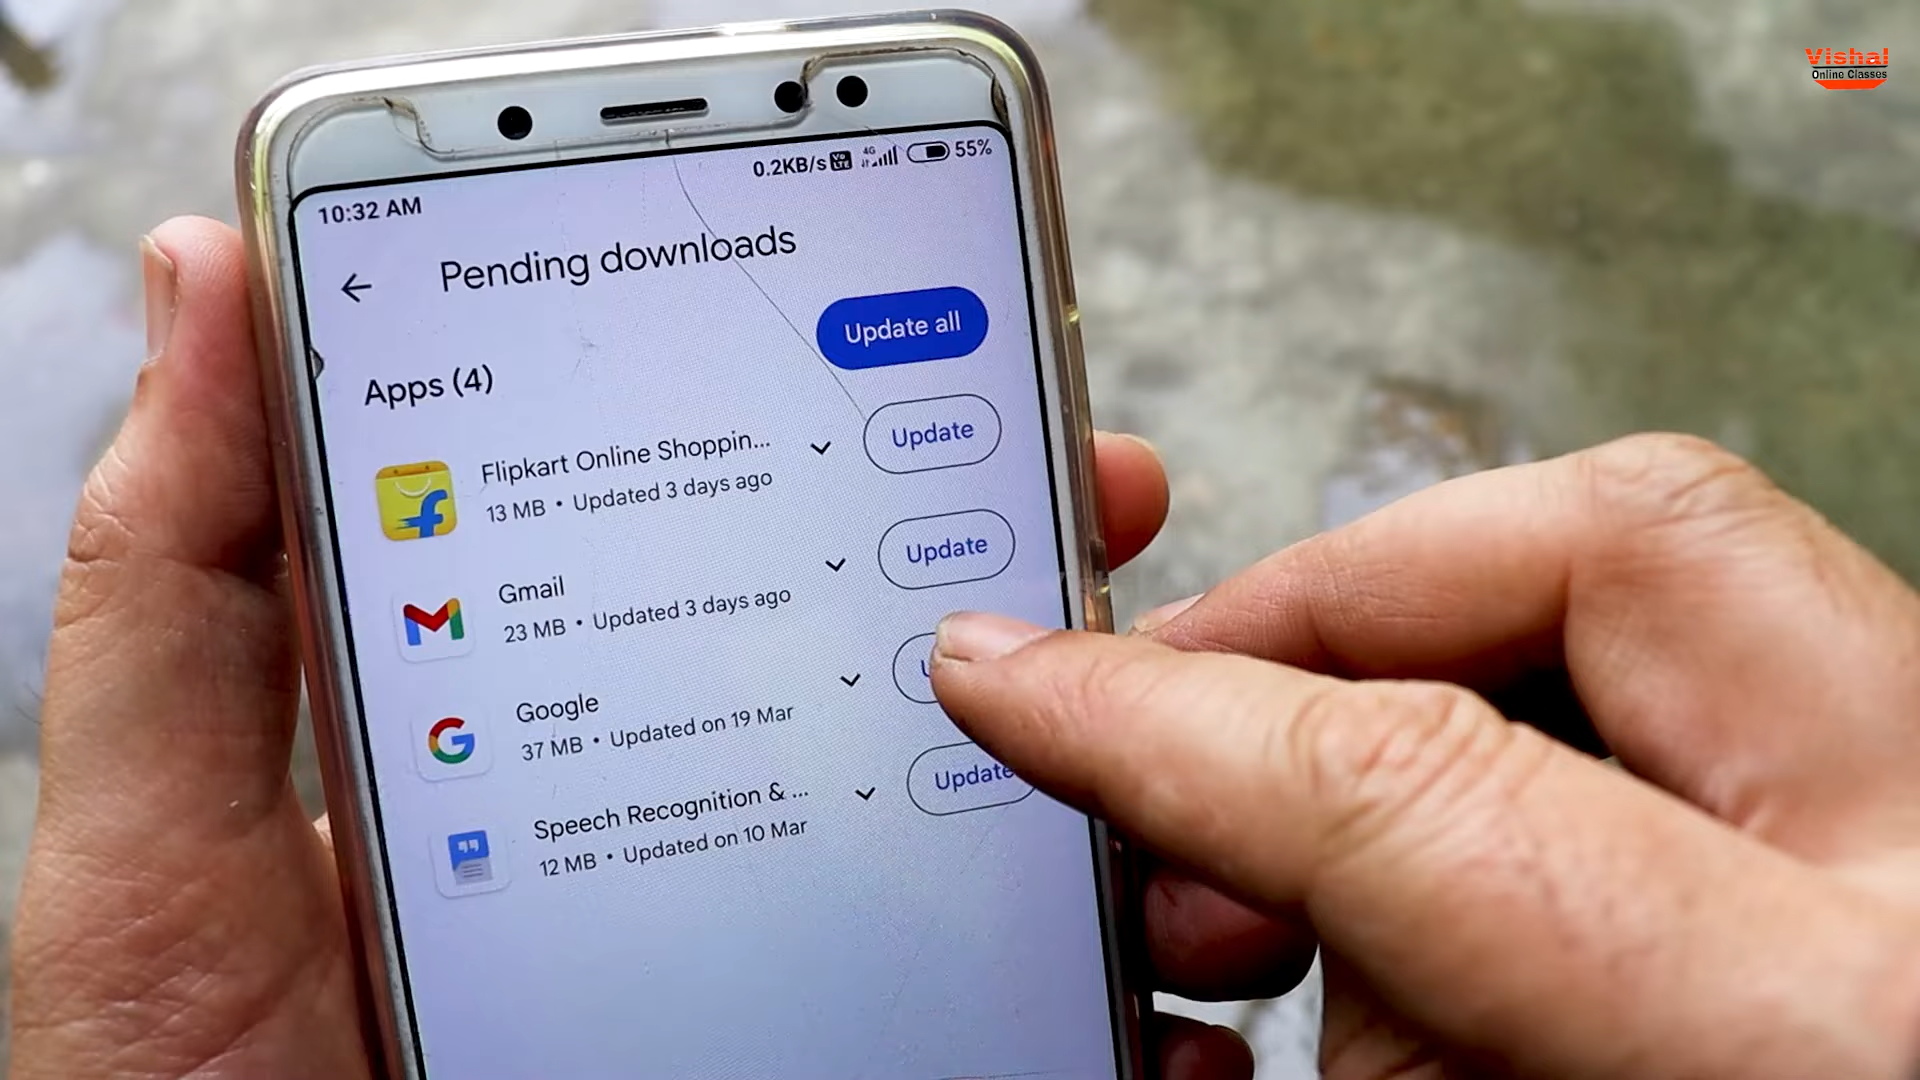 Vishal
Online Classes
0.2KB/s Vo LTE 4G 55%
10:32 AM
Pending downloads
Update all
Apps (4)
Flipkart Online Shoppin...
13 MB • Updated 3 days ago
Update
Gmail
23 MB • Updated 3 days ago
Update
Google
37 MB • Updated on 19 Mar
Speech Recognition & ...
12 MB • Updated on 10 Mar
Update